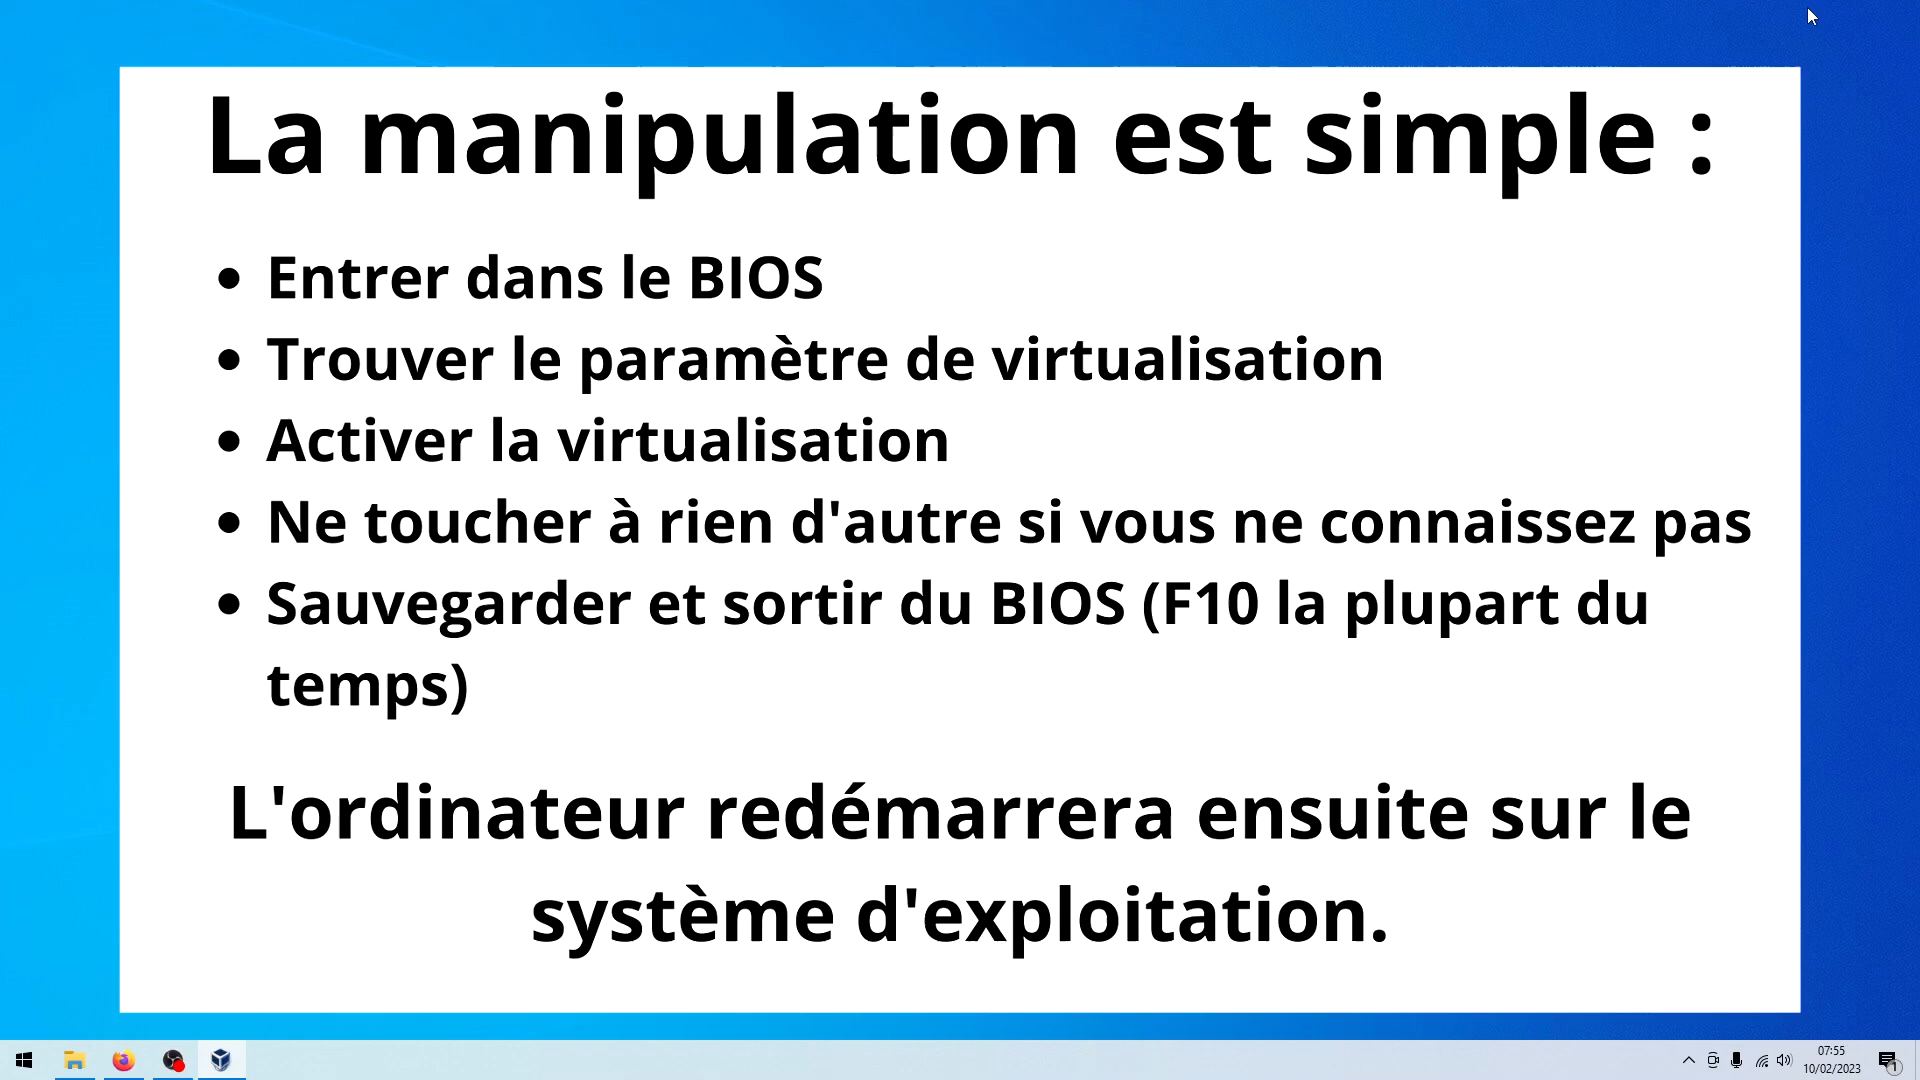 La manipulation est simple :
• Entrer dans le BIOS
• Trouver le paramètre de virtualisation
• Activer la virtualisation
• Ne toucher à rien d'autre si vous ne connaissez pas
• Sauvegarder et sortir du BIOS (F10 la plupart du
temps)
L'ordinateur redémarrera ensuite sur le
système d'exploitation.
07:55
10/02/2023
1